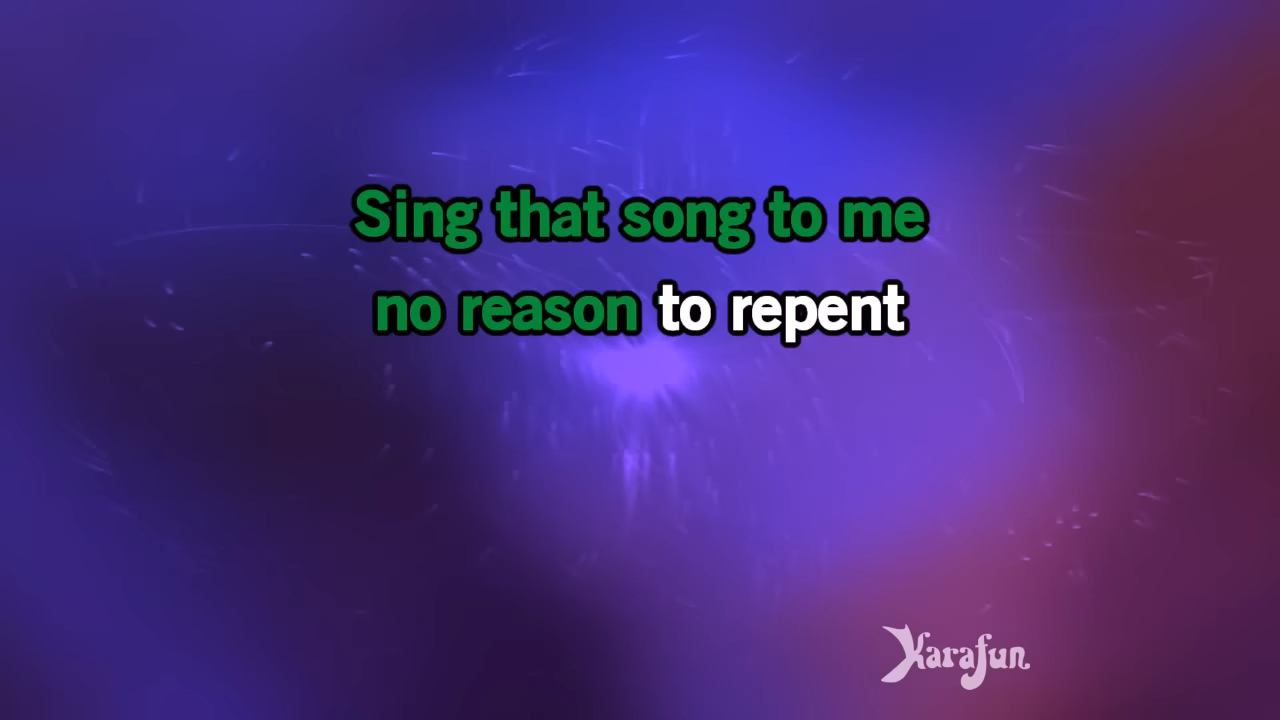 Sing that song to me
no reason to repent
Karafun